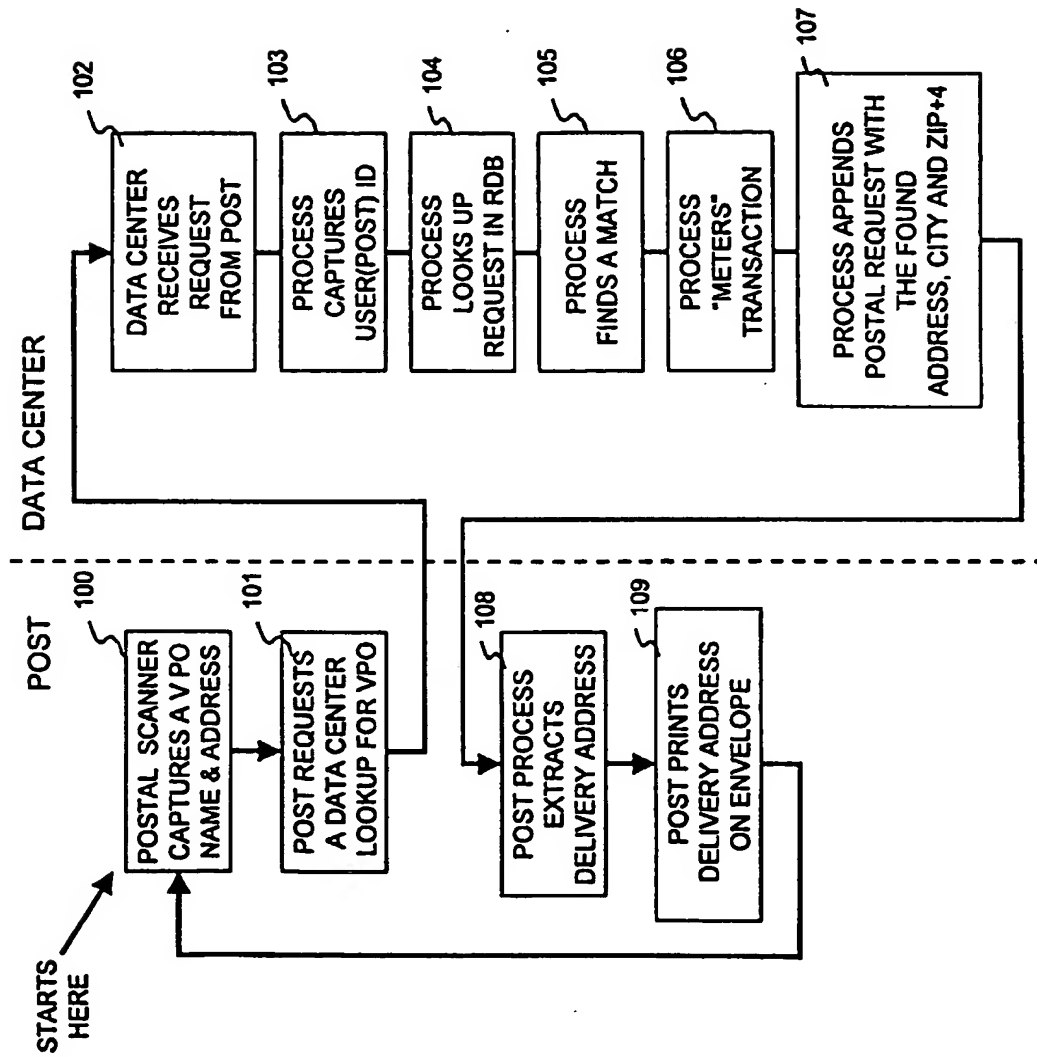 POST
DATA CENTER
STARTS
HERE
100
POSTAL SCANNER
CAPTURES A V PO
NAME & ADDRESS
101
POST REQUESTS
A DATA CENTER
LOOKUP FOR VPO
102
DATA CENTER
RECEIVES
REQUEST
FROM POST
103
PROCESS
CAPTURES
USER(POST) ID
104
PROCESS
LOOKS UP
REQUEST IN RDB
105
PROCESS
FINDS A MATCH
106
PROCESS
"METERS"
TRANSACTION
107
PROCESS APPENDS
POSTAL REQUEST WITH
THE FOUND
ADDRESS, CITY AND ZIP+4
108
POST PROCESS
EXTRACTS
DELIVERY ADDRESS
109
POST PRINTS
DELIVERY ADDRESS
ON ENVELOPE